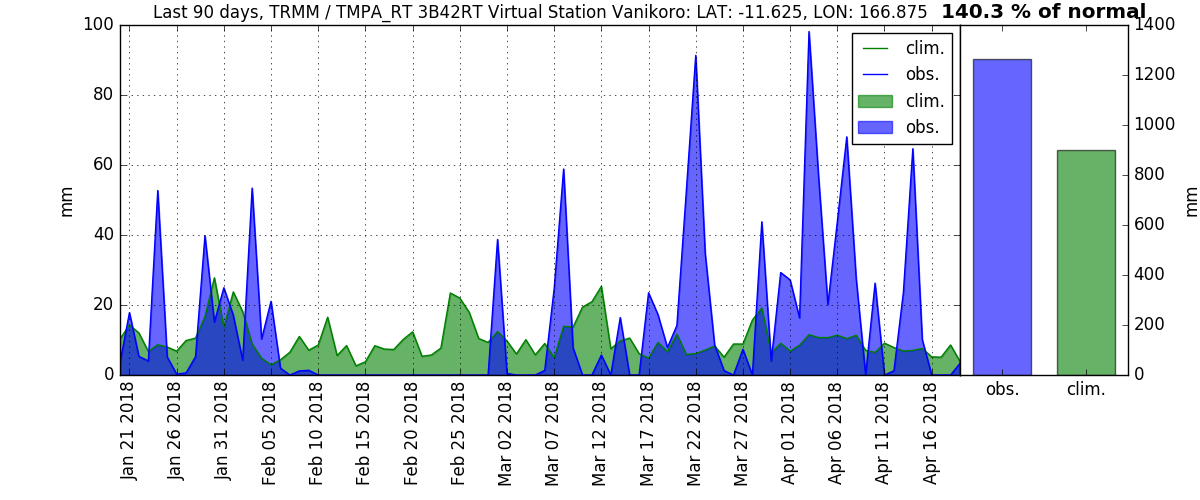 Last 90 days, TRMM / TMPA_RT 3B42RT Virtual Station Vanikoro: LAT: -11.625, LON: 166.875 140.3 % of normal
100
80
60
40
20
0
mm
clim.
obs.
clim.
obs.
1400
1200
1000
800
600
400
200
0
mm
obs.
clim.
Jan 21 2018
Jan 26 2018
Jan 31 2018
Feb 05 2018
Feb 10 2018
Feb 15 2018
Feb 20 2018
Feb 25 2018
Mar 02 2018
Mar 07 2018
Mar 12 2018
Mar 17 2018
Mar 22 2018
Mar 27 2018
Apr 01 2018
Apr 06 2018
Apr 11 2018
Apr 16 2018